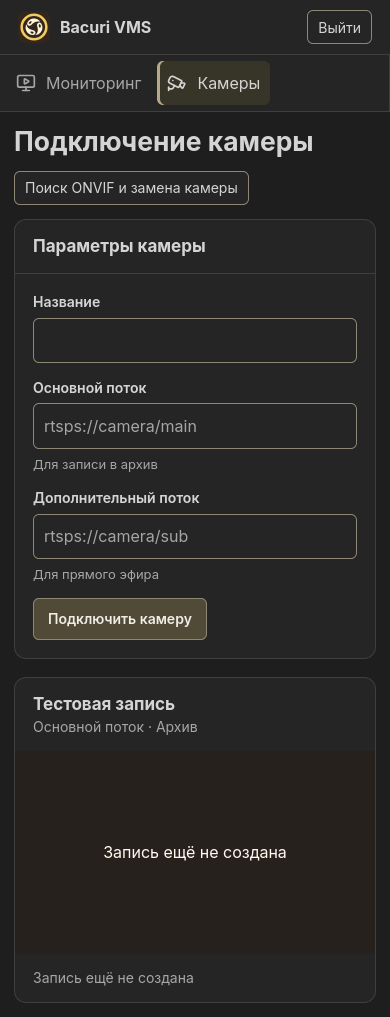 Bacuri VMS
Выйти
Мониторинг
Камеры
Подключение камеры
Поиск ONVIF и замена камеры
Параметры камеры
Название
Основной поток
rtsps://camera/main
Для записи в архив
Дополнительный поток
rtsps://camera/sub
Для прямого эфира
Подключить камеру
Тестовая запись
Основной поток · Архив
Запись ещё не создана
Запись ещё не создана